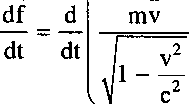 df/dt = d/dt ( mv̄ / √(1 − v²/c²)